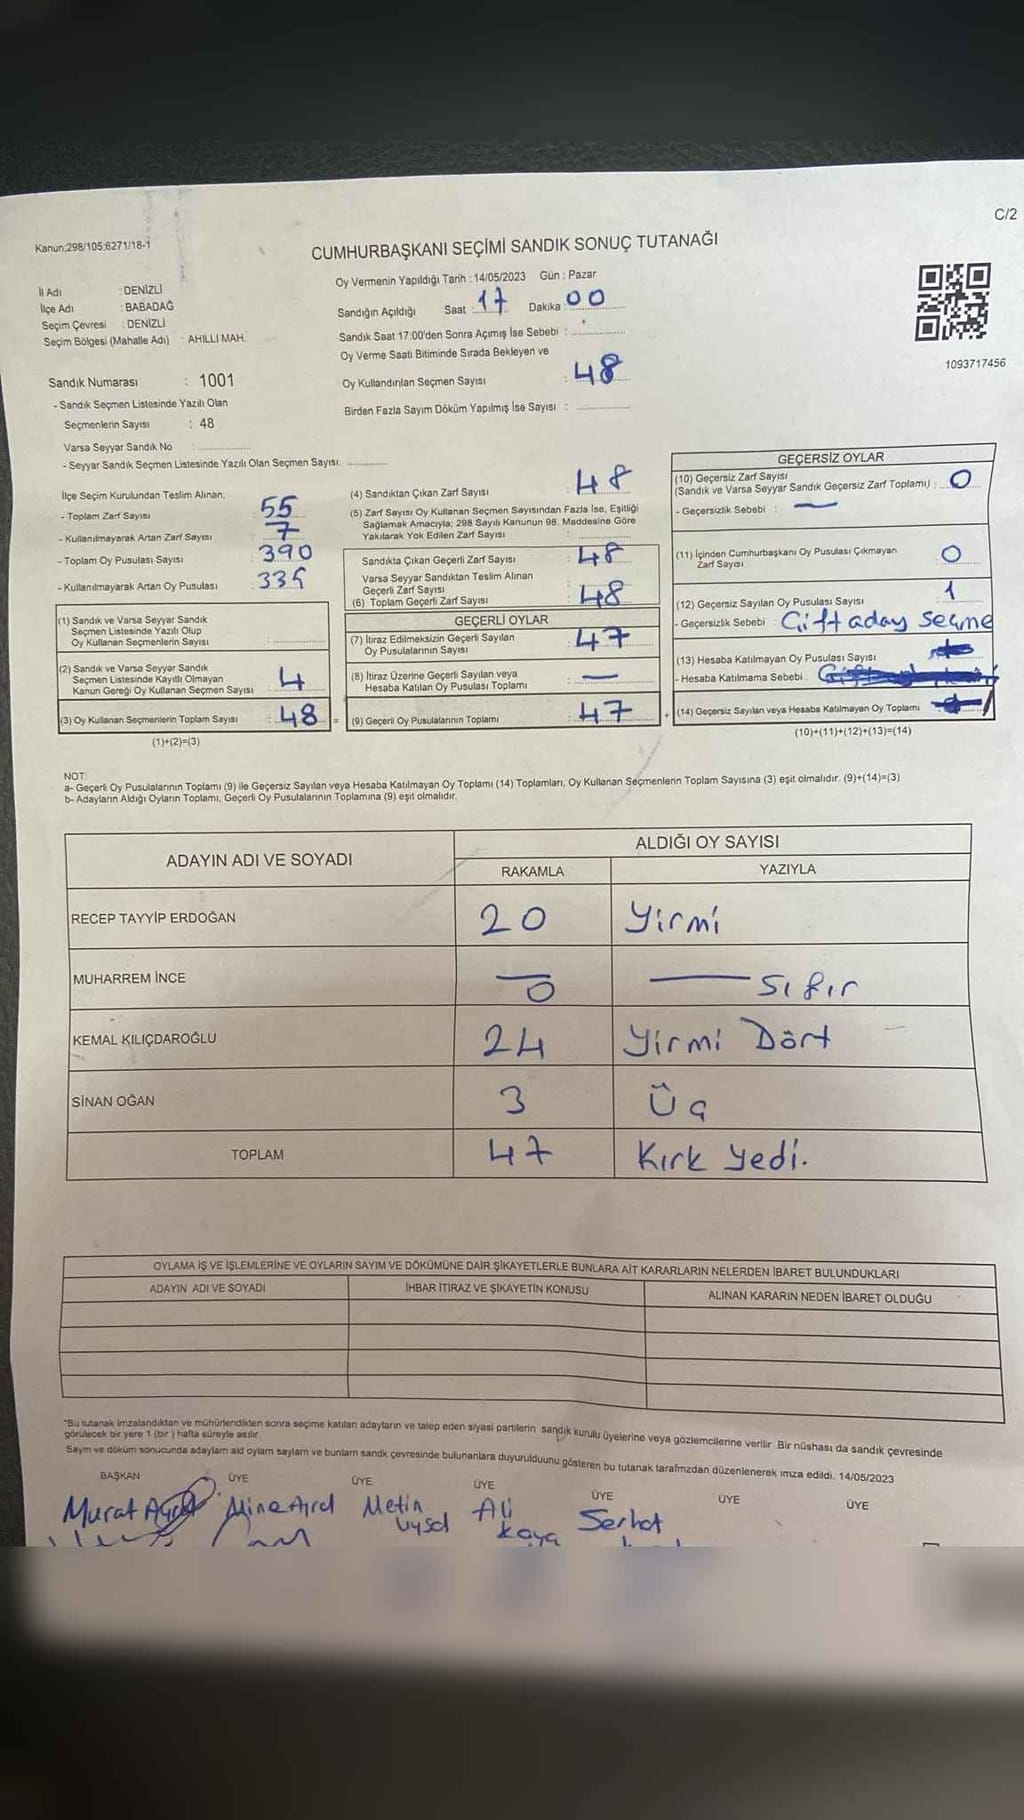 C/2
Kanun:298/105:6271/18-1
CUMHURBAŞKANI SEÇİMİ SANDIK SONUÇ TUTANAĞI
Oy Vermenin Yapıldığı Tarih : 14/05/2023 Gün : Pazar
İl Adı : DENİZLİ
İlçe Adı : BABADAĞ
Seçim Çevresi : DENİZLİ
Seçim Bölgesi (Mahalle Adı) : AHILLI MAH.
Sandığın Açıldığı Saat : 17 Dakika : 00
Sandık Saat 17:00'den Sonra Açımış İse Sebebi :
Oy Verme Saati Bitiminde Sırada Bekleyen ve
Oy Kullandırılan Seçmen Sayısı : 48
Birden Fazla Sayım Döküm Yapılmış İse Sayısı :
1093717456
Sandık Numarası : 1001
- Sandık Seçmen Listesinde Yazılı Olan
Seçmenlerin Sayısı : 48
Varsa Seyyar Sandık No :
- Seyyar Sandık Seçmen Listesinde Yazılı Olan Seçmen Sayısı:
İlçe Seçim Kurulundan Teslim Alınan;
- Toplam Zarf Sayısı : 55
- Kullanılmayarak Artan Zarf Sayısı : 7
- Toplam Oy Pusulası Sayısı : 390
- Kullanılmayarak Artan Oy Pusulası :
(1) Sandık ve Varsa Seyyar Sandık
Seçmen Listesinde Yazılı Olup
Oy Kullanan Seçmenlerin Sayısı :
(2) Sandık ve Varsa Seyyar Sandık
Seçmen Listesinde Kayıtlı Olmayan
Kanun Gereği Oy Kullanan Seçmen Sayısı : 4
(3) Oy Kullanan Seçmenlerin Toplam Sayısı : 48 =
(1)+(2)=(3)
(4) Sandıktan Çıkan Zarf Sayısı : 48
(5) Zarf Sayısı Oy Kullanan Seçmen Sayısından Fazla İse, Eşitliği
Sağlamak Amacıyla; 298 Sayılı Kanunun 98. Maddesine Göre
Yakılarak Yok Edilen Zarf Sayısı :
Sandıkta Çıkan Geçerli Zarf Sayısı : 48
Varsa Seyyar Sandıktan Teslim Alınan
Geçerli Zarf Sayısı :
(6) Toplam Geçerli Zarf Sayısı : 48
GEÇERLİ OYLAR
(7) İtiraz Edilmeksizin Geçerli Sayılan
Oy Pusulalarının Sayısı : 47
(8) İtiraz Üzerine Geçerli Sayılan veya
Hesaba Katılan Oy Pusulası Toplamı : —
(9) Geçerli Oy Pusulalarının Toplamı : 47 +
GEÇERSİZ OYLAR
(10) Geçersiz Zarf Sayısı
(Sandık ve Varsa Seyyar Sandık Geçersiz Zarf Toplamı) : 0
- Geçersizlik Sebebi : —
(11) İçinden Cumhurbaşkanı Oy Pusulası Çıkmayan
Zarf Sayısı : 0
(12) Geçersiz Sayılan Oy Pusulası Sayısı : 1
- Geçersizlik Sebebi : Çift aday seçme
(13) Hesaba Katılmayan Oy Pusulası Sayısı
- Hesaba Katılmama Sebebi :
(14) Geçersiz Sayılan veya Hesaba Katılmayan Oy Toplamı
(10)+(11)+(12)+(13)=(14)
NOT:
a- Geçerli Oy Pusulalarının Toplamı (9) ile Geçersiz Sayılan veya Hesaba Katılmayan Oy Toplamı (14) Toplamları, Oy Kullanan Seçmenlerin Toplam Sayısına (3) eşit olmalıdır. (9)+(14)=(3)
b- Adayların Aldığı Oyların Toplamı, Geçerli Oy Pusulalarının Toplamına (9) eşit olmalıdır.
ADAYIN ADI VE SOYADI
ALDIĞI OY SAYISI
RAKAMLA YAZIYLA
RECEP TAYYİP ERDOĞAN 20 Yirmi
MUHARREM İNCE 0 Sıfır
KEMAL KILIÇDAROĞLU 24 Yirmi Dört
SİNAN OĞAN 3 Üç
TOPLAM 47 Kırk Yedi.
OYLAMA İŞ VE İŞLEMLERİNE VE OYLARIN SAYIM VE DÖKÜMÜNE DAİR ŞİKAYETLERLE BUNLARA AİT KARARLARIN NELERDEN İBARET BULUNDUKLARI
ADAYIN ADI VE SOYADI İHBAR İTİRAZ VE ŞİKAYETİN KONUSU ALINAN KARARIN NEDEN İBARET OLDUĞU
*Bu tutanak imzalandıktan ve mühürlendikten sonra seçime katılan adayların ve talep eden siyasi partilerin sandık kurulu üyelerine veya gözlemcilerine verilir. Bir nüshası da sandık çevresinde
görülecek bir yere 1 (bir ) hafta süreyle asılır.
Sayım ve döküm sonucunda adayların ald oyların sayların ve bunların sandk çevresinde bulunanlara duyurulduunu gösteren bu tutanak tarafmzdan düzenlenerek imza edildi. 14/05/2023
BAŞKAN ÜYE ÜYE ÜYE ÜYE ÜYE ÜYE
Murat Mine Metin Ali Serhat
Uysal Kaya